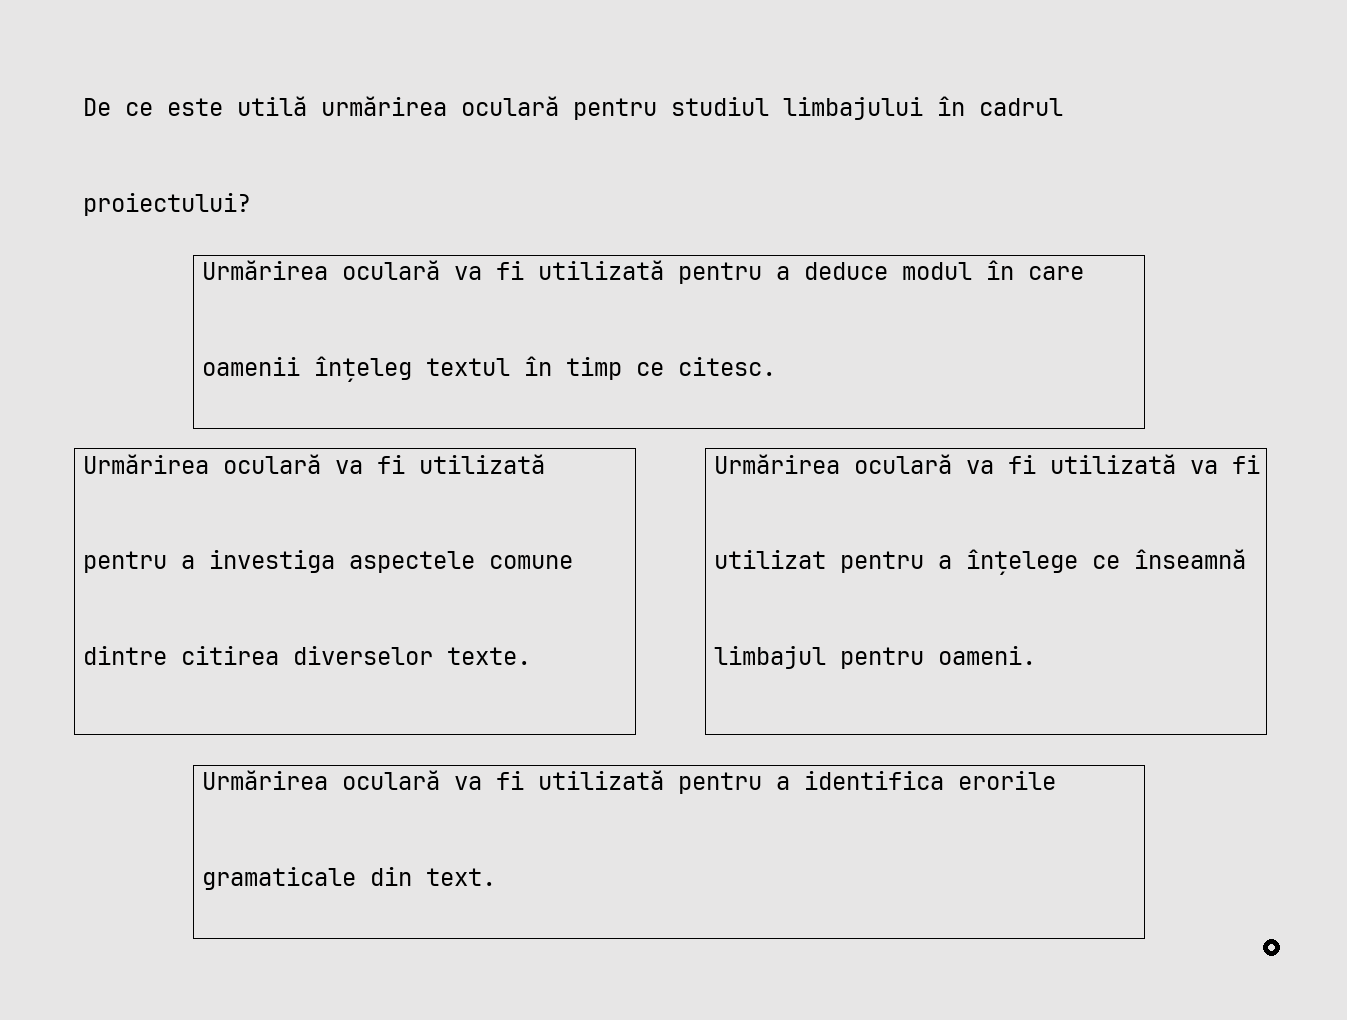 De ce este utilă urmărirea oculară pentru studiul limbajului în cadrul
proiectului?
Urmărirea oculară va fi utilizată pentru a deduce modul în care
oamenii înțeleg textul în timp ce citesc.
Urmărirea oculară va fi utilizată
pentru a investiga aspectele comune
dintre citirea diverselor texte.
Urmărirea oculară va fi utilizată va fi
utilizat pentru a înțelege ce înseamnă
limbajul pentru oameni.
Urmărirea oculară va fi utilizată pentru a identifica erorile
gramaticale din text.